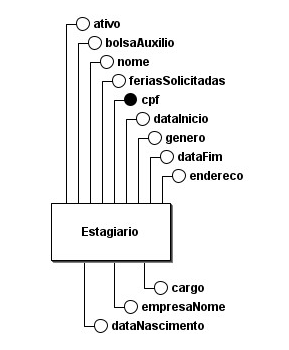 ativo
bolsaAuxilio
nome
feriasSolicitadas
cpf
dataInicio
genero
dataFim
endereco
Estagiario
cargo
empresaNome
dataNascimento